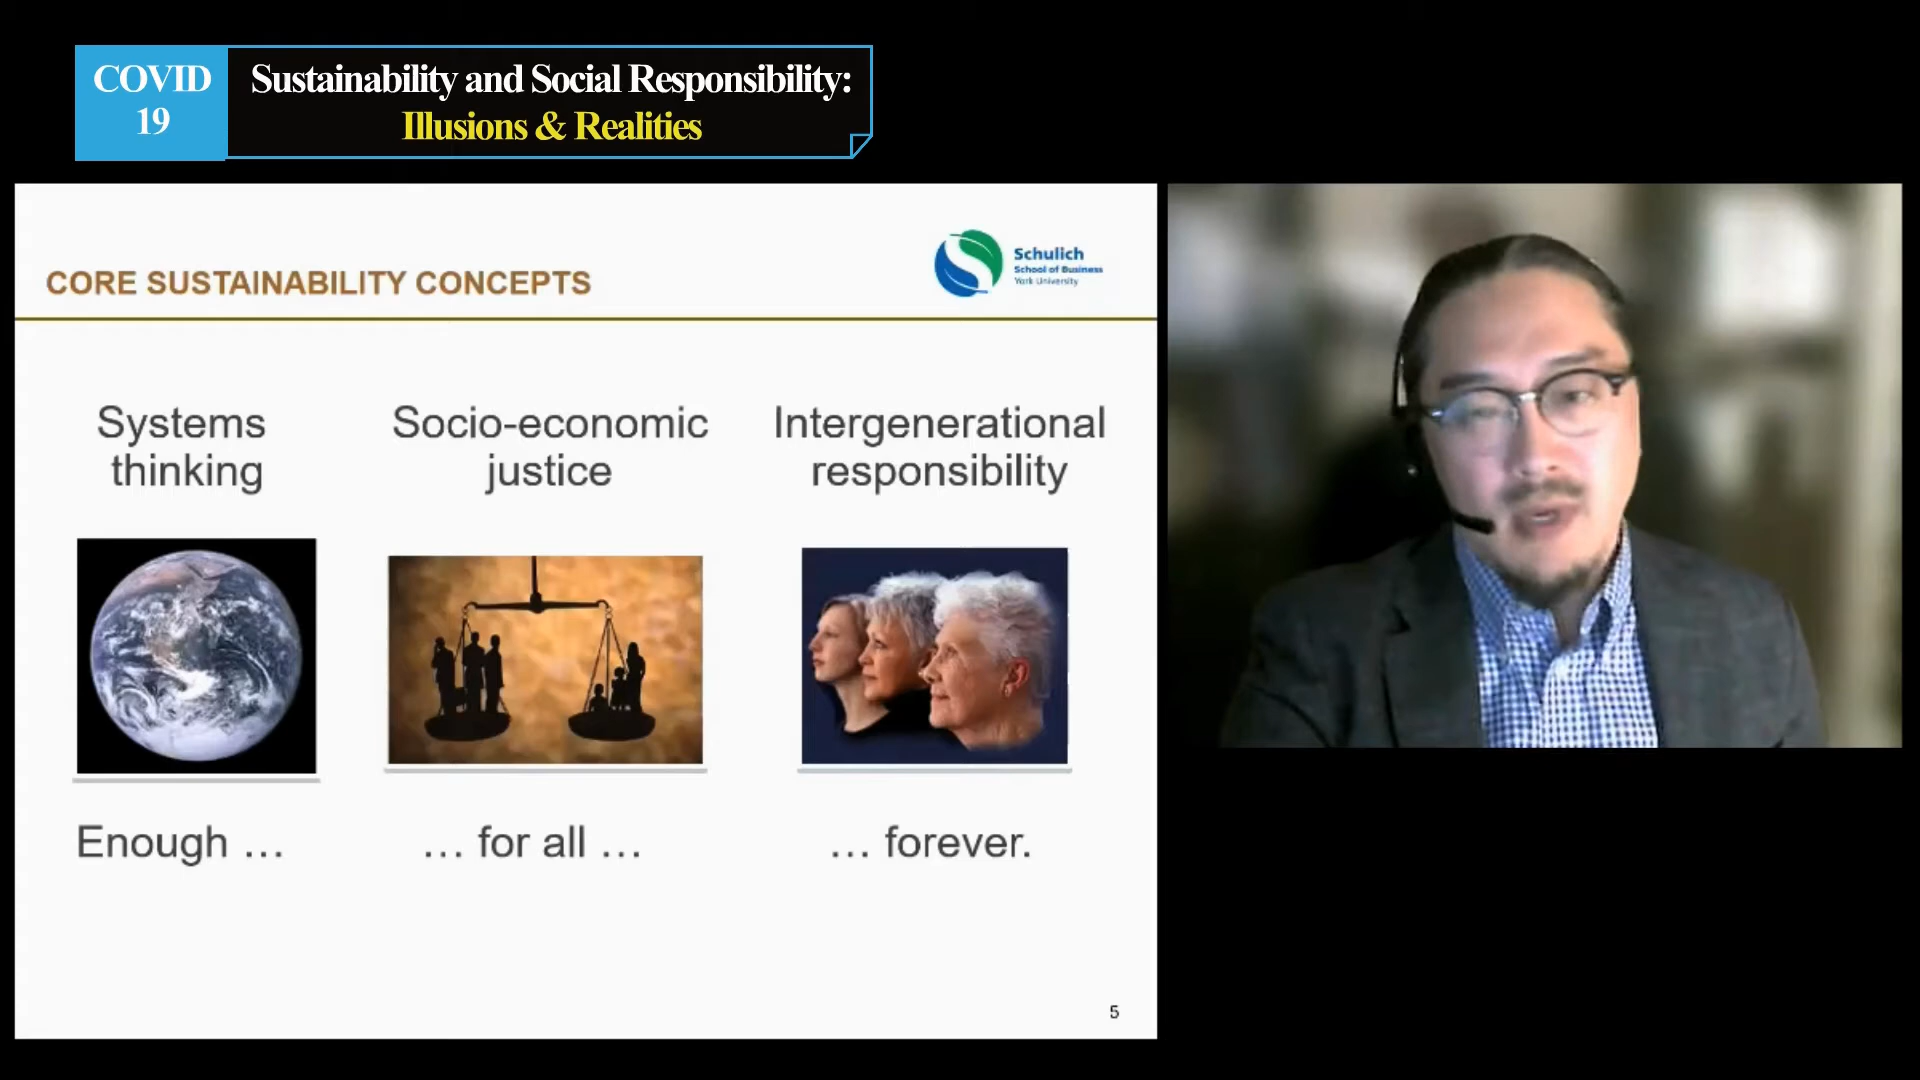 COVID
19
Sustainability and Social Responsibility:
Illusions & Realities
CORE SUSTAINABILITY CONCEPTS
Schulich
School of Business
York University
Systems
thinking
Socio-economic
justice
Intergenerational
responsibility
Enough …
… for all …
… forever.
5